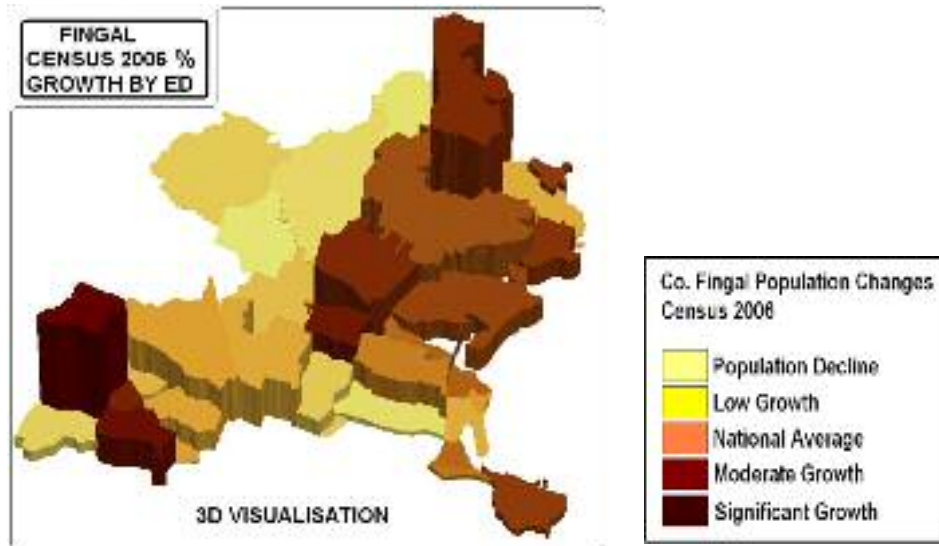 FINGAL
CENSUS 2006 %
GROWTH BY ED
3D VISUALISATION
Co. Fingal Population Changes
Census 2006
Population Decline
Low Growth
National Average
Moderate Growth
Significant Growth